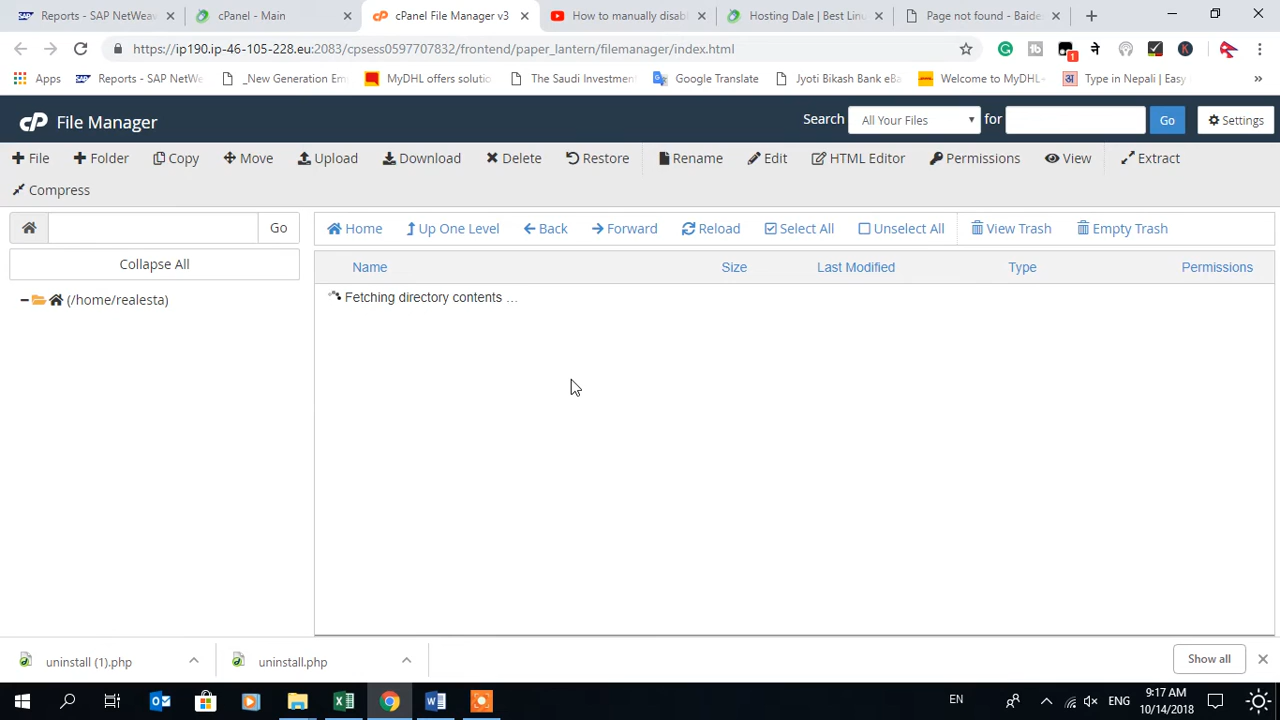 Reports - SAP NetWeav
cPanel - Main
cPanel File Manager v3
How to manually disabl
Hosting Dale | Best Linu
Page not found - Baides
https://ip190.ip-46-105-228.eu:2083/cpsess0597707832/frontend/paper_lantern/filemanager/index.html
Apps
Reports - SAP NetWe
_New Generation Em
MyDHL offers solutio
The Saudi Investmen
Google Translate
Jyoti Bikash Bank eBa
Welcome to MyDHL-
Type in Nepali | Easy
»
cP File Manager
Search All Your Files for Go Settings
File Folder Copy Move Upload Download Delete Restore Rename Edit HTML Editor Permissions View Extract
Compress
Go Home Up One Level Back Forward Reload Select All Unselect All View Trash Empty Trash
Collapse All
Name Size Last Modified Type Permissions
(/home/realesta)
Fetching directory contents ...
uninstall (1).php
uninstall.php
Show all
EN
ENG
9:17 AM
10/14/2018